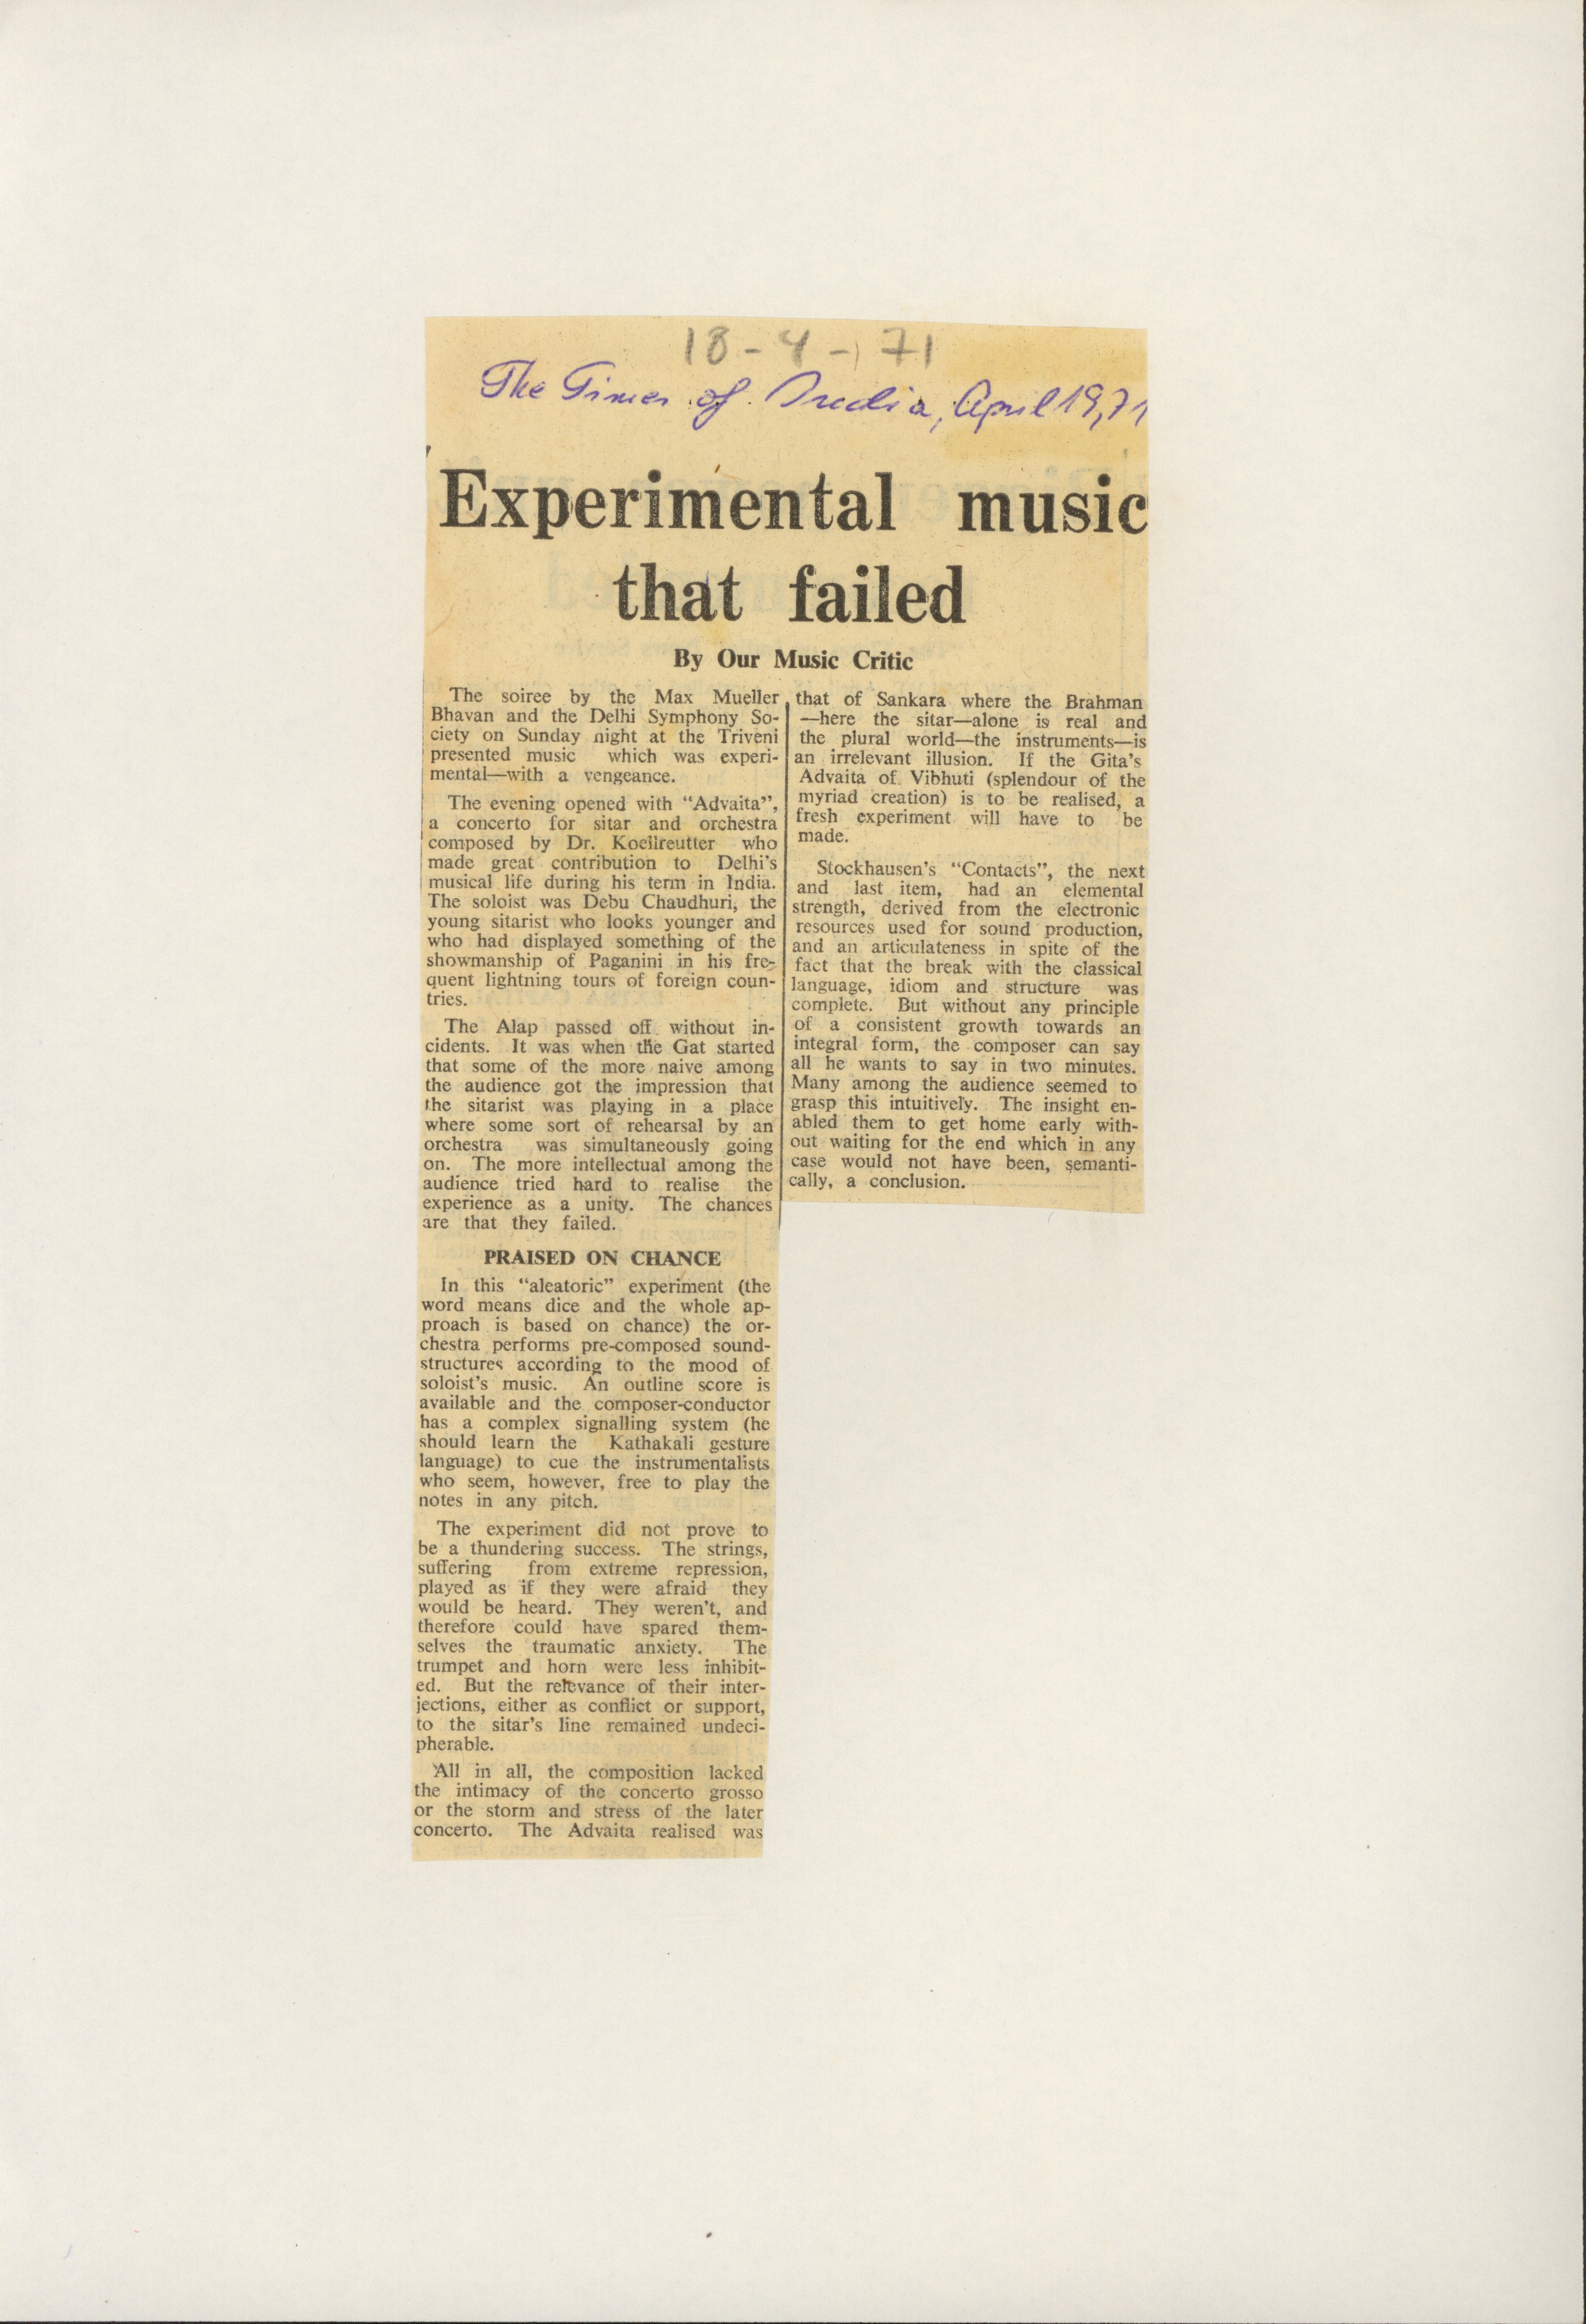 18-4-71
The Times of India, April 19, 71
Experimental music
that failed
By Our Music Critic
The soiree by the Max Mueller
Bhavan and the Delhi Symphony So-
ciety on Sunday night at the Triveni
presented music which was experi-
mental—with a vengeance.
The evening opened with “Advaita”,
a concerto for sitar and orchestra
composed by Dr. Koellreutter who
made great contribution to Delhi's
musical life during his term in India.
The soloist was Debu Chaudhuri, the
young sitarist who looks younger and
who had displayed something of the
showmanship of Paganini in his fre-
quent lightning tours of foreign coun-
tries.
The Alap passed off without in-
cidents. It was when the Gat started
that some of the more naive among
the audience got the impression that
the sitarist was playing in a place
where some sort of rehearsal by an
orchestra was simultaneously going
on. The more intellectual among the
audience tried hard to realise the
experience as a unity. The chances
are that they failed.
PRAISED ON CHANCE
In this “aleatoric” experiment (the
word means dice and the whole ap-
proach is based on chance) the or-
chestra performs pre-composed sound-
structures according to the mood of
soloist's music. An outline score is
available and the composer-conductor
has a complex signalling system (he
should learn the Kathakali gesture
language) to cue the instrumentalists
who seem, however, free to play the
notes in any pitch.
The experiment did not prove to
be a thundering success. The strings,
suffering from extreme repression,
played as if they were afraid they
would be heard. They weren't, and
therefore could have spared them-
selves the traumatic anxiety. The
trumpet and horn were less inhibit-
ed. But the relevance of their inter-
jections, either as conflict or support,
to the sitar's line remained undeci-
pherable.
All in all, the composition lacked
the intimacy of the concerto grosso
or the storm and stress of the later
concerto. The Advaita realised was
that of Sankara where the Brahman
—here the sitar—alone is real and
the plural world—the instruments—is
an irrelevant illusion. If the Gita's
Advaita of Vibhuti (splendour of the
myriad creation) is to be realised, a
fresh experiment will have to be
made.
Stockhausen's “Contacts”, the next
and last item, had an elemental
strength, derived from the electronic
resources used for sound production,
and an articulateness in spite of the
fact that the break with the classical
language, idiom and structure was
complete. But without any principle
of a consistent growth towards an
integral form, the composer can say
all he wants to say in two minutes.
Many among the audience seemed to
grasp this intuitively. The insight en-
abled them to get home early with-
out waiting for the end which in any
case would not have been, semanti-
cally, a conclusion.